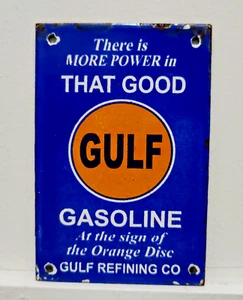 There is
MORE POWER in
THAT GOOD
GULF
GASOLINE
At the sign of
the Orange Disc
GULF REFINING CO